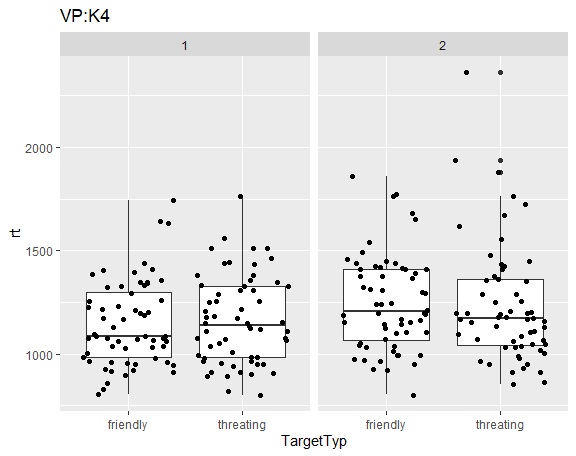 VP:K4
1 2
rt
2000
1500
1000
friendly threating friendly threating
TargetTyp